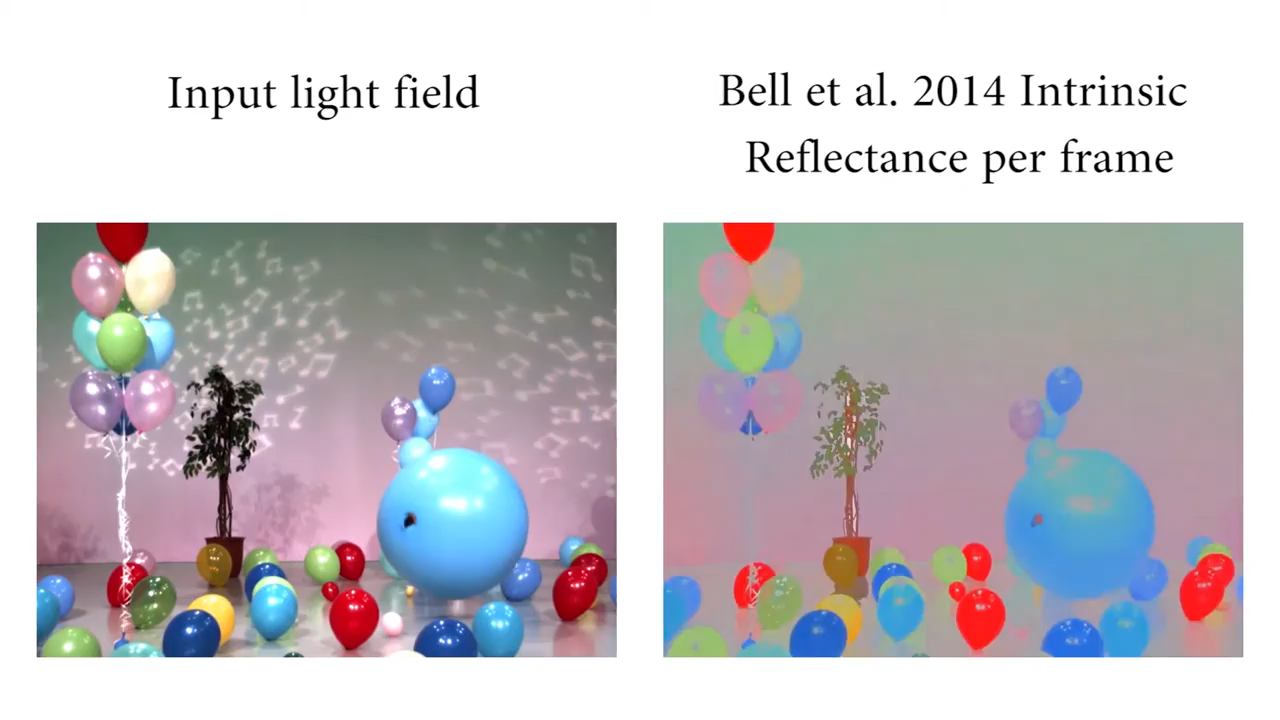 Input light field
Bell et al. 2014 Intrinsic
Reflectance per frame